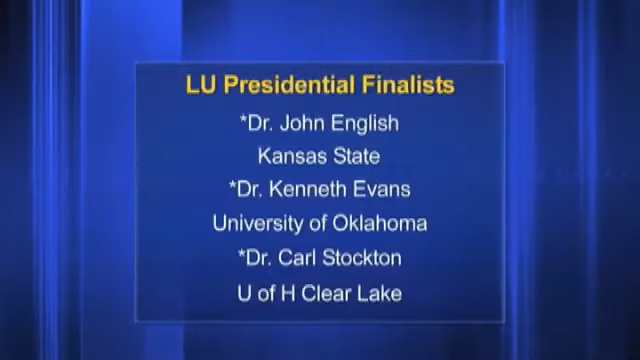 LU Presidential Finalists
*Dr. John English
Kansas State
*Dr. Kenneth Evans
University of Oklahoma
*Dr. Carl Stockton
U of H Clear Lake